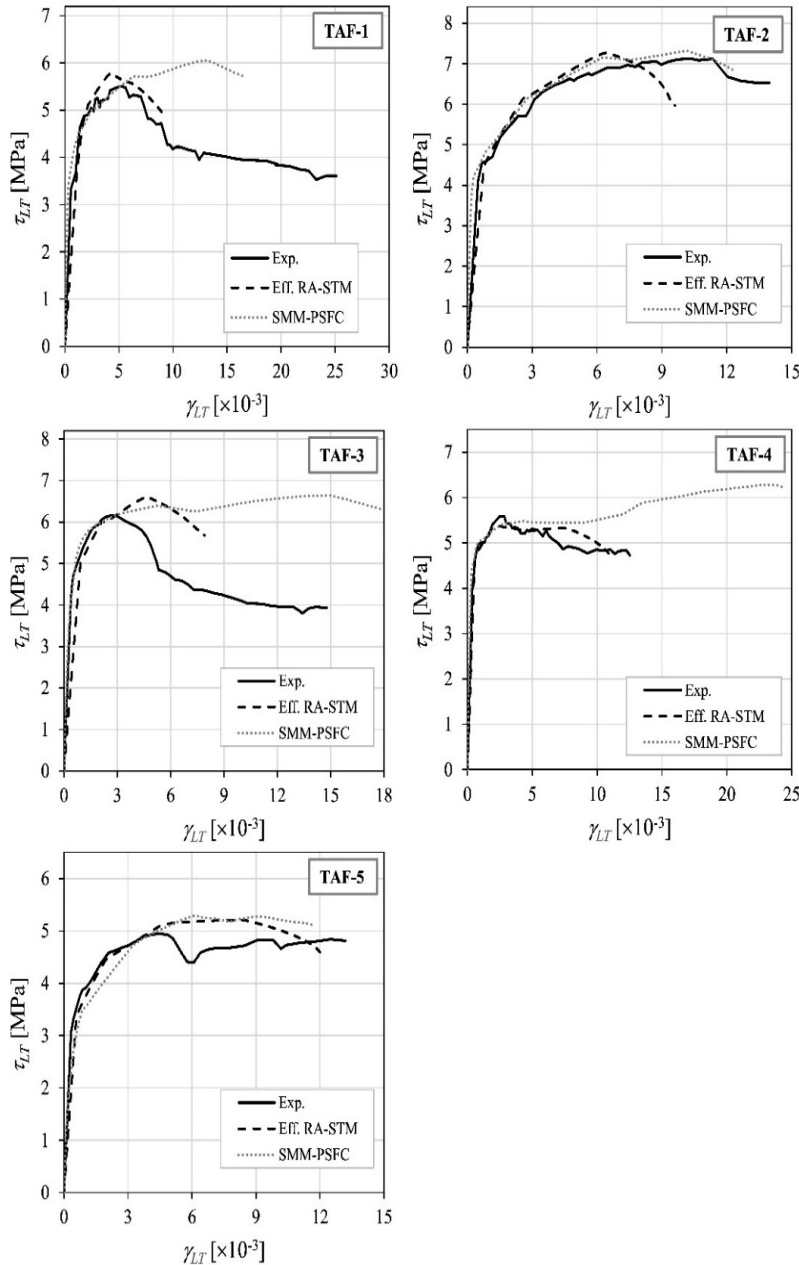 TAF-1
7
6
5
4
3
2
1
0
τLT [MPa]
Exp.
Eff. RA-STM
SMM-PSFC
0 5 10 15 20 25 30
γLT [×10-3]
TAF-2
8
7
6
5
4
3
2
1
0
τLT [MPa]
Exp.
Eff. RA-STM
SMM-PSFC
0 3 6 9 12 15
γLT [×10-3]
TAF-3
8
7
6
5
4
3
2
1
0
τLT [MPa]
Exp.
Eff. RA-STM
SMM-PSFC
0 3 6 9 12 15 18
γLT [×10-3]
TAF-4
7
6
5
4
3
2
1
0
τLT [MPa]
Exp.
Eff. RA-STM
SMM-PSFC
0 5 10 15 20 25
γLT [×10-3]
TAF-5
6
5
4
3
2
1
0
τLT [MPa]
Exp.
Eff. RA-STM
SMM-PSFC
0 3 6 9 12 15
γLT [×10-3]